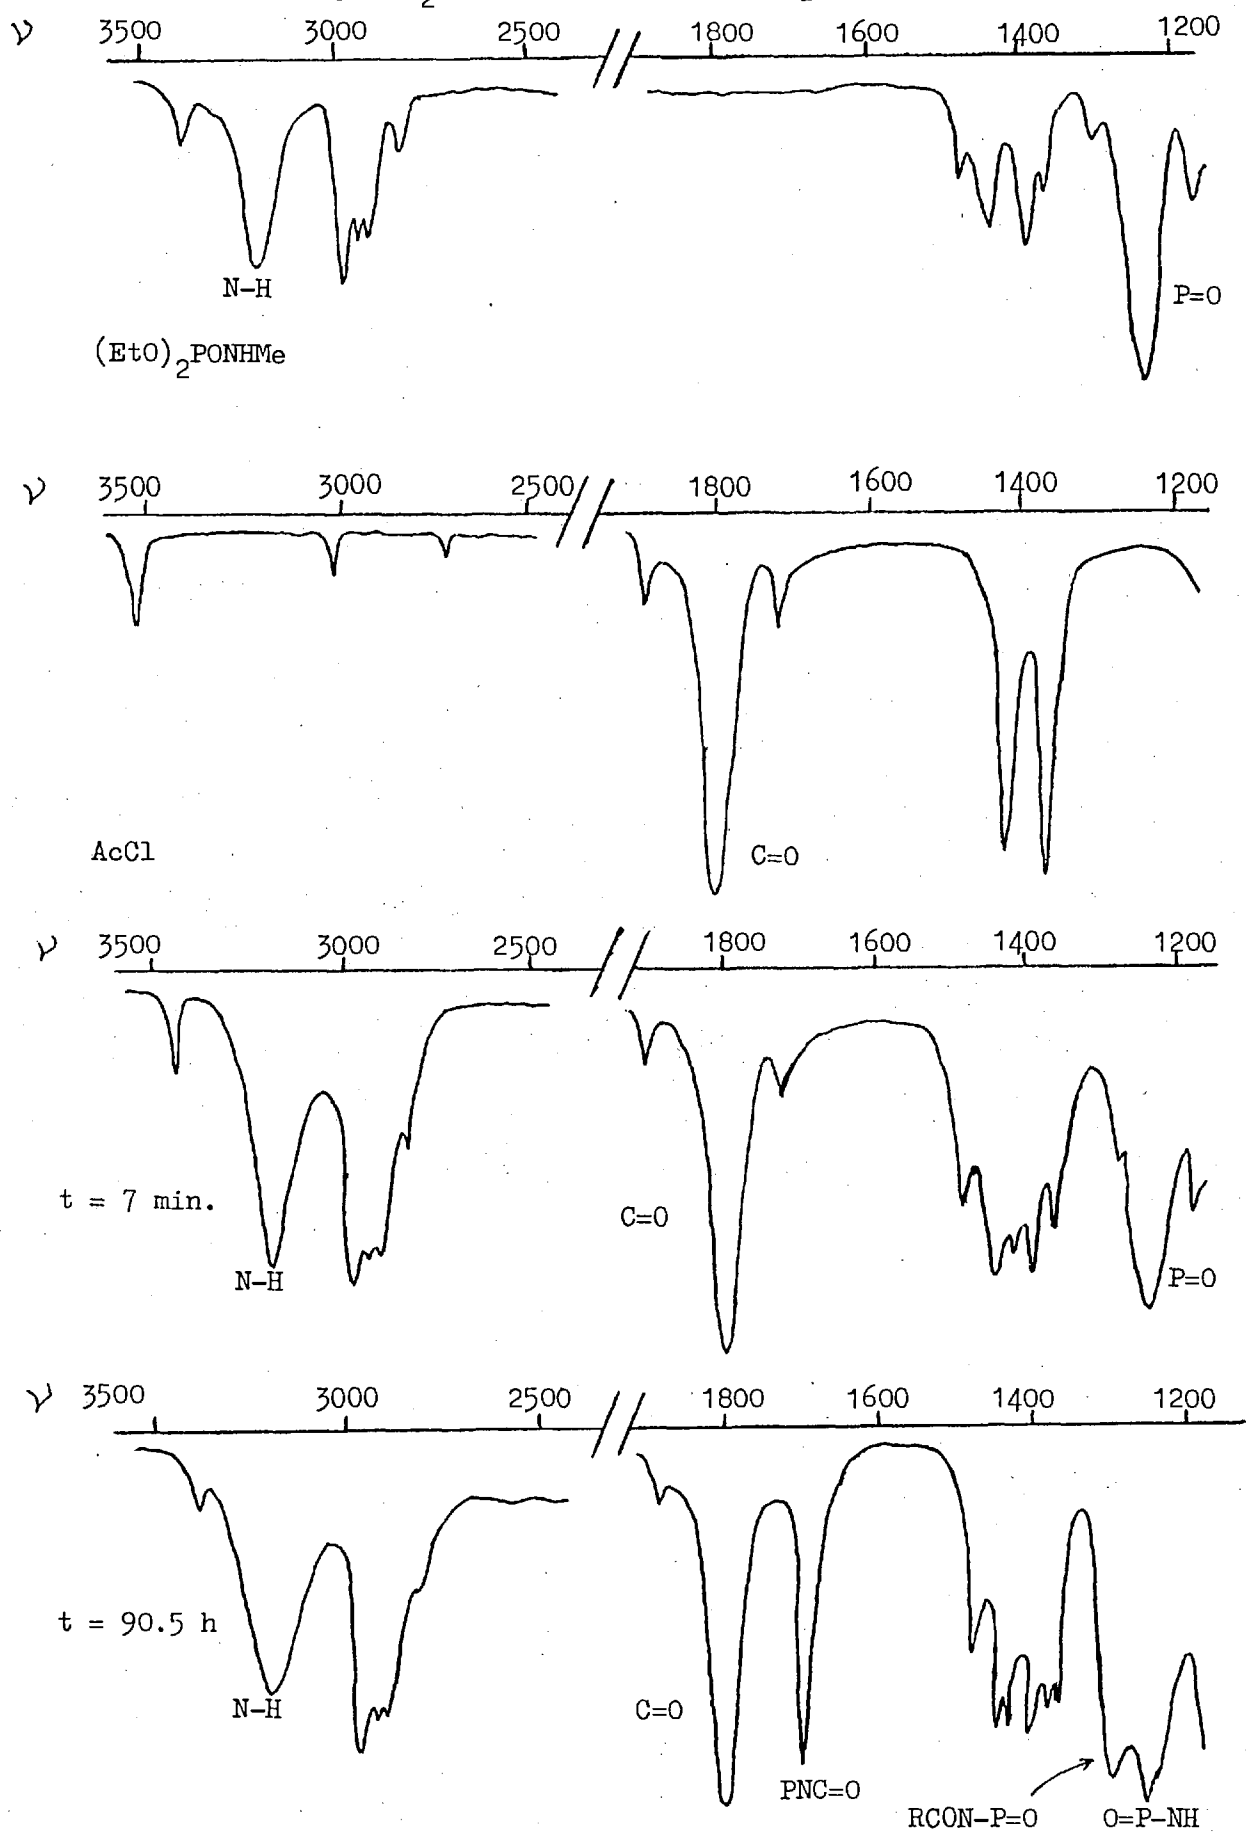 2
ν 3500 3000 2500 1800 1600 1400 1200
N-H
P=O
(EtO)2PONHMe
ν 3500 3000 2500 1800 1600 1400 1200
AcCl
C=O
ν 3500 3000 2500 1800 1600 1400 1200
t = 7 min.
C=O
N-H
P=O
ν 3500 3000 2500 1800 1600 1400 1200
t = 90.5 h
N-H
C=O
PNC=O
RCON-P=O O=P-NH